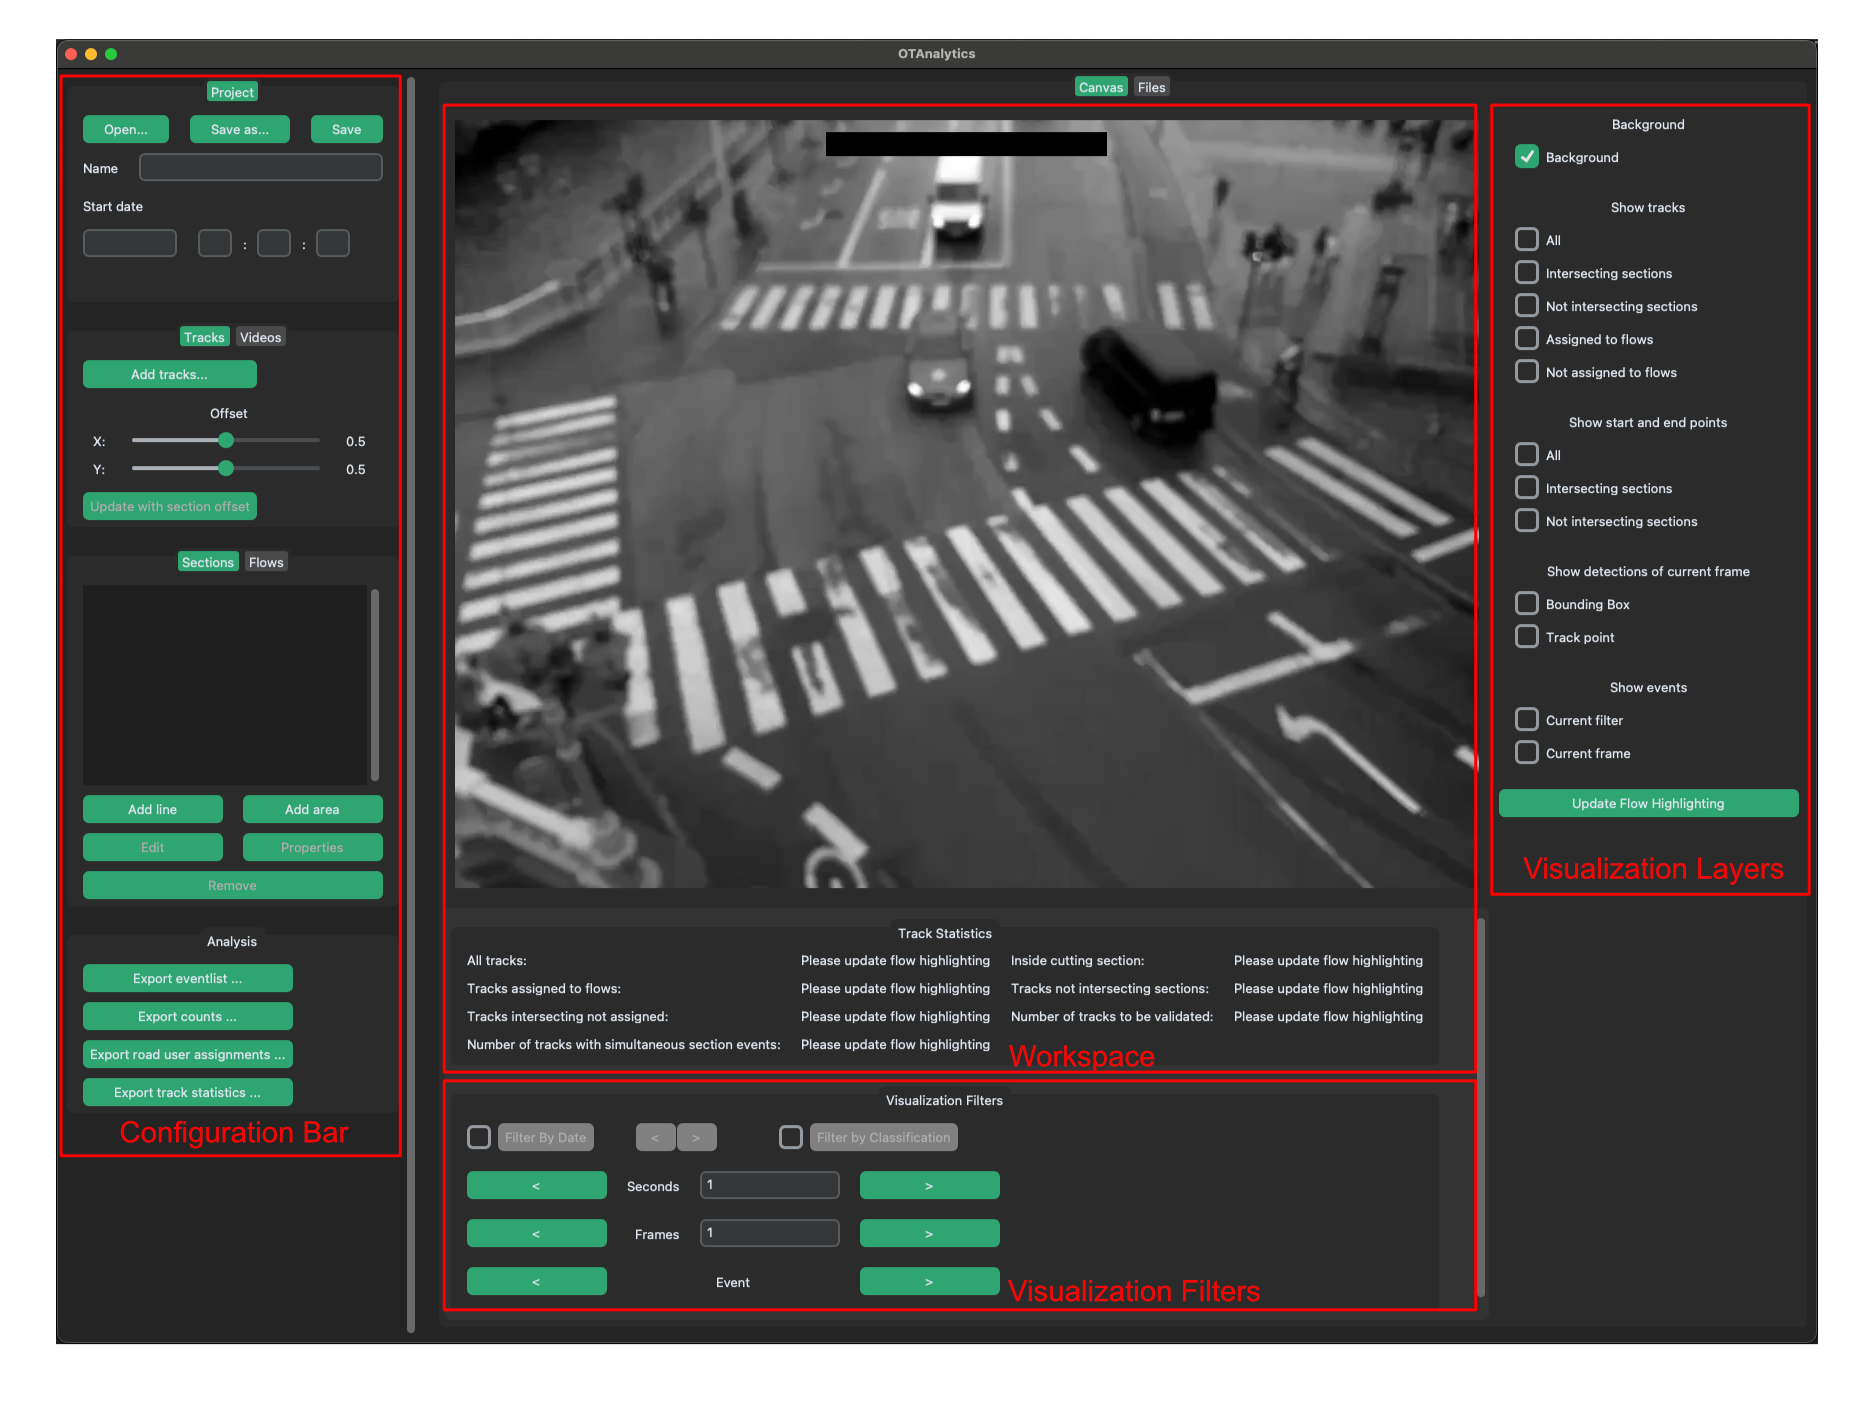 OTAnalytics
Project
Open...
Save as...
Save
Name
Start date
:
:
Tracks
Videos
Add tracks...
Offset
X:
0.5
Y:
0.5
Update with section offset
Sections
Flows
Add line
Add area
Edit
Properties
Remove
Analysis
Export eventlist ...
Export counts ...
Export road user assignments ...
Export track statistics ...
Configuration Bar
Canvas
Files
Track Statistics
All tracks:
Please update flow highlighting
Inside cutting section:
Please update flow highlighting
Tracks assigned to flows:
Please update flow highlighting
Tracks not intersecting sections:
Please update flow highlighting
Tracks intersecting not assigned:
Please update flow highlighting
Number of tracks to be validated:
Please update flow highlighting
Number of tracks with simultaneous section events:
Please update flow highlighting
Workspace
Visualization Filters
Filter By Date
<
>
Filter by Classification
<
Seconds
1
>
<
Frames
1
>
<
Event
>
Visualization Filters
Background
Background
Show tracks
All
Intersecting sections
Not intersecting sections
Assigned to flows
Not assigned to flows
Show start and end points
All
Intersecting sections
Not intersecting sections
Show detections of current frame
Bounding Box
Track point
Show events
Current filter
Current frame
Update Flow Highlighting
Visualization Layers